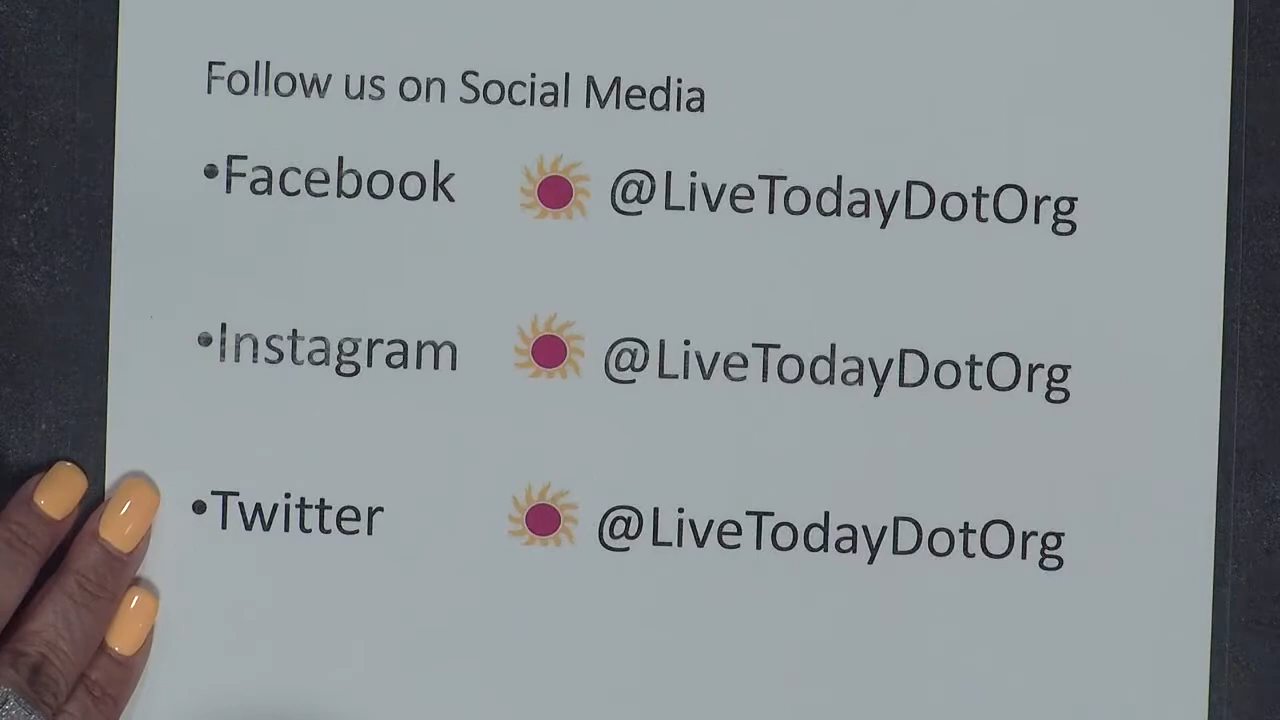 Follow us on Social Media
•Facebook @LiveTodayDotOrg
•Instagram @LiveTodayDotOrg
•Twitter @LiveTodayDotOrg